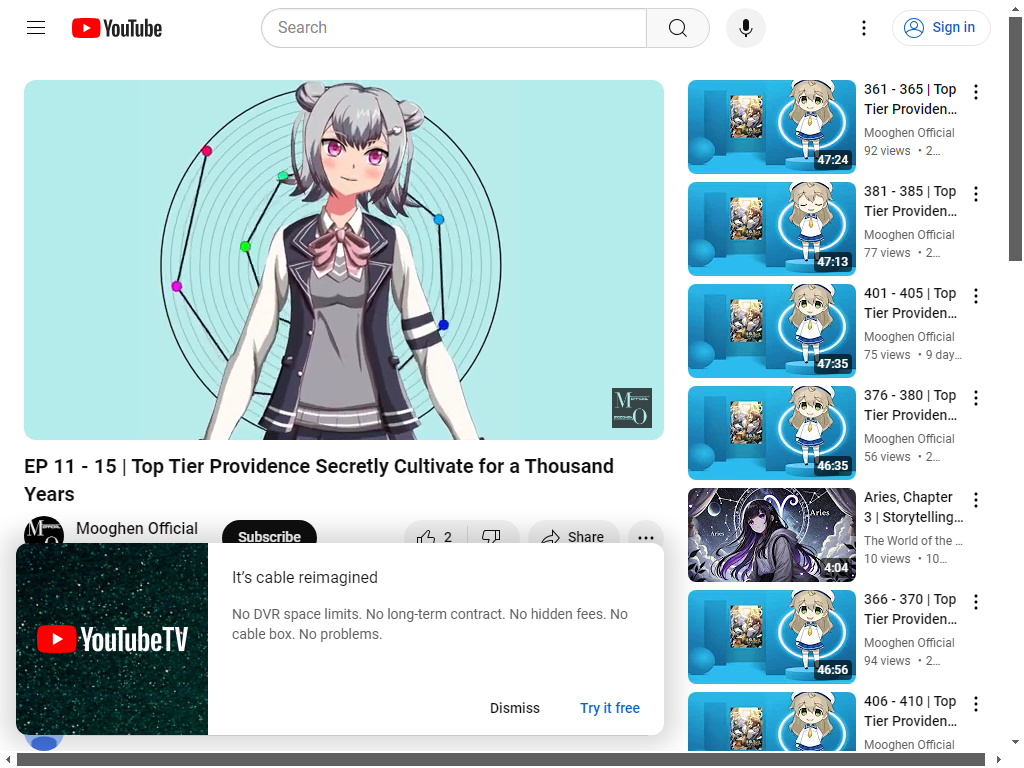 YouTube
Search
Sign in
EP 11 - 15 | Top Tier Providence Secretly Cultivate for a Thousand
Years
Mooghen Official
Subscribe
2
Share
It's cable reimagined
No DVR space limits. No long-term contract. No hidden fees. No
cable box. No problems.
YouTubeTV
Dismiss
Try it free
361 - 365 | Top
Tier Providen…
Mooghen Official
92 views • 2…
47:24
381 - 385 | Top
Tier Providen…
Mooghen Official
77 views • 2…
47:13
401 - 405 | Top
Tier Providen…
Mooghen Official
75 views • 9 day…
47:35
376 - 380 | Top
Tier Providen…
Mooghen Official
56 views • 2…
46:35
Aries, Chapter
3 | Storytelling…
The World of the …
10 views • 10…
Aries
Aries
4:04
366 - 370 | Top
Tier Providen…
Mooghen Official
94 views • 2…
46:56
406 - 410 | Top
Tier Providen…
Mooghen Official